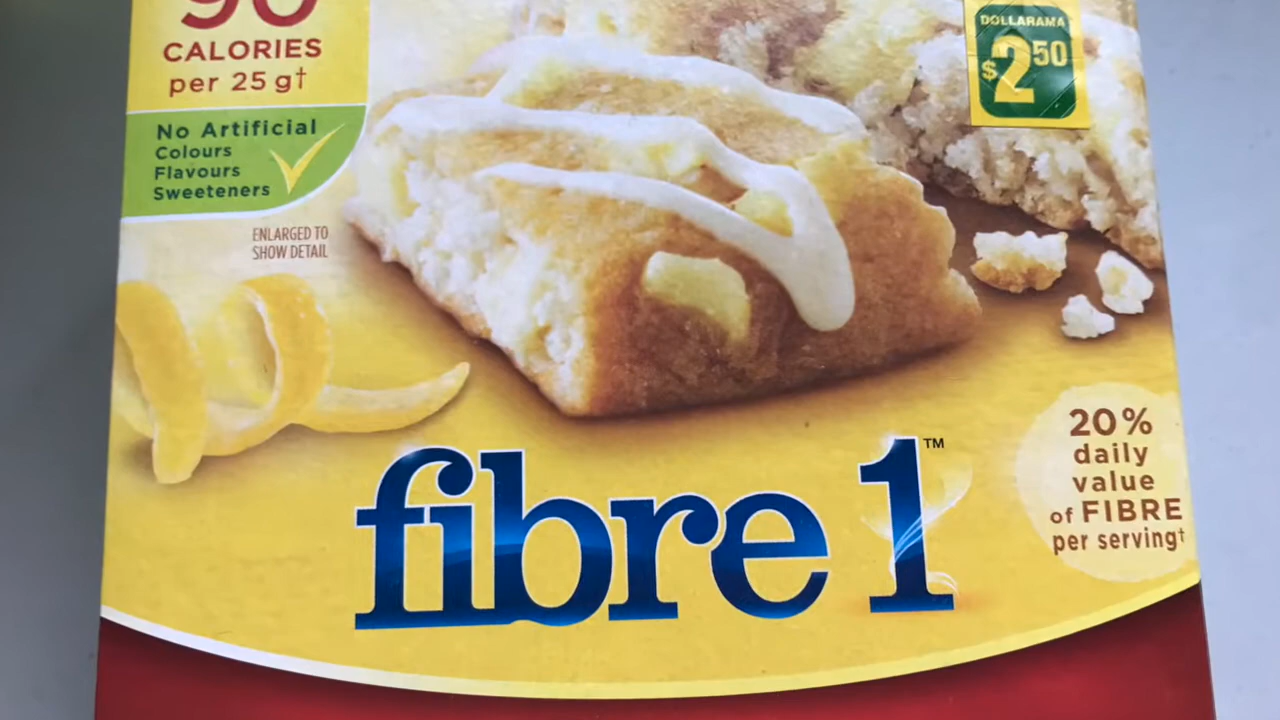 90
CALORIES
per 25 g†
No Artificial
Colours
Flavours
Sweeteners
ENLARGED TO
SHOW DETAIL
DOLLARAMA
$2.50
fibre 1™
20%
daily
value
of FIBRE
per serving†